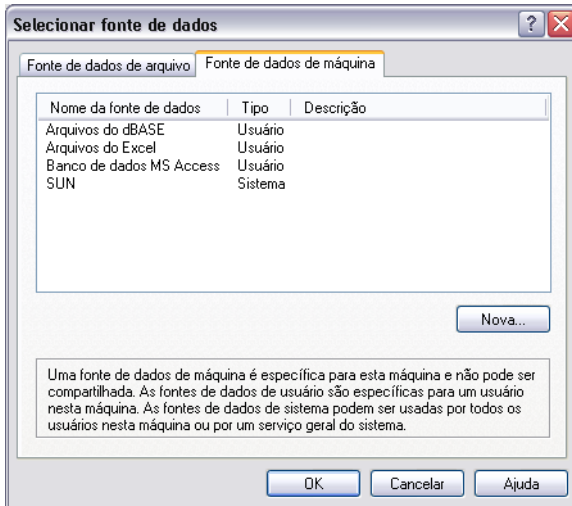 Selecionar fonte de dados
Fonte de dados de arquivo Fonte de dados de máquina
Nome da fonte de dados Tipo Descrição
Arquivos do dBASE Usuário
Arquivos do Excel Usuário
Banco de dados MS Access Usuário
SUN Sistema
Nova...
Uma fonte de dados de máquina é específica para esta máquina e não pode ser
compartilhada. As fontes de dados de usuário são específicas para um usuário
nesta máquina. As fontes de dados de sistema podem ser usadas por todos os
usuários nesta máquina ou por um serviço geral do sistema.
OK Cancelar Ajuda